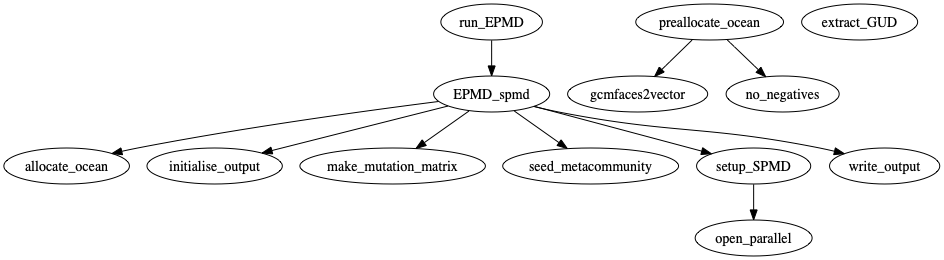 run_EPMD
preallocate_ocean
extract_GUD
EPMD_spmd
gcmfaces2vector
no_negatives
allocate_ocean
initialise_output
make_mutation_matrix
seed_metacommunity
setup_SPMD
write_output
open_parallel